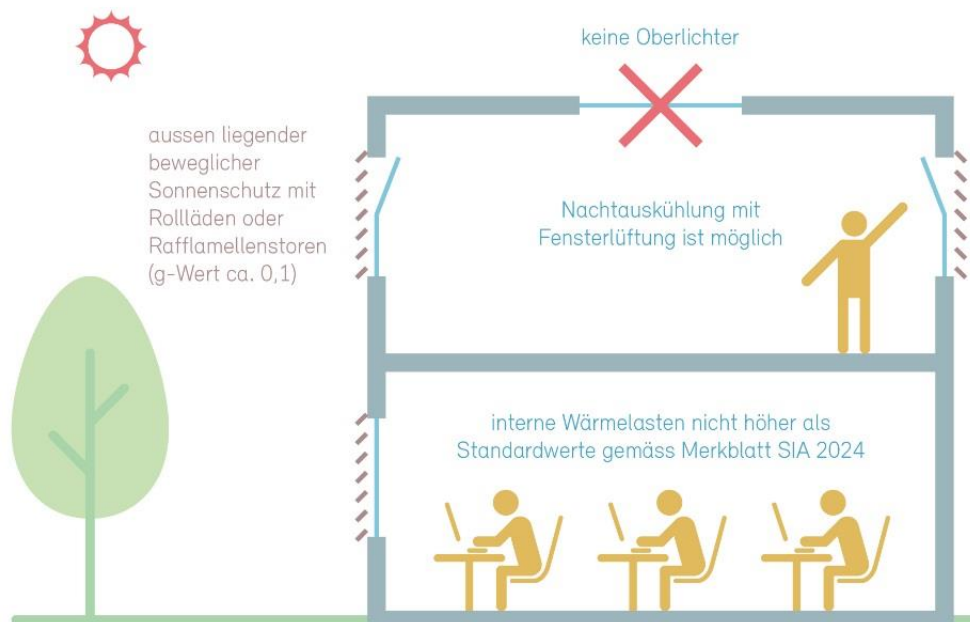 keine Oberlichter
aussen liegender
beweglicher
Sonnenschutz mit
Rollläden oder
Rafflamellenstoren
(g-Wert ca. 0,1)
Nachtauskühlung mit
Fensterlüftung ist möglich
interne Wärmelasten nicht höher als
Standardwerte gemäss Merkblatt SIA 2024